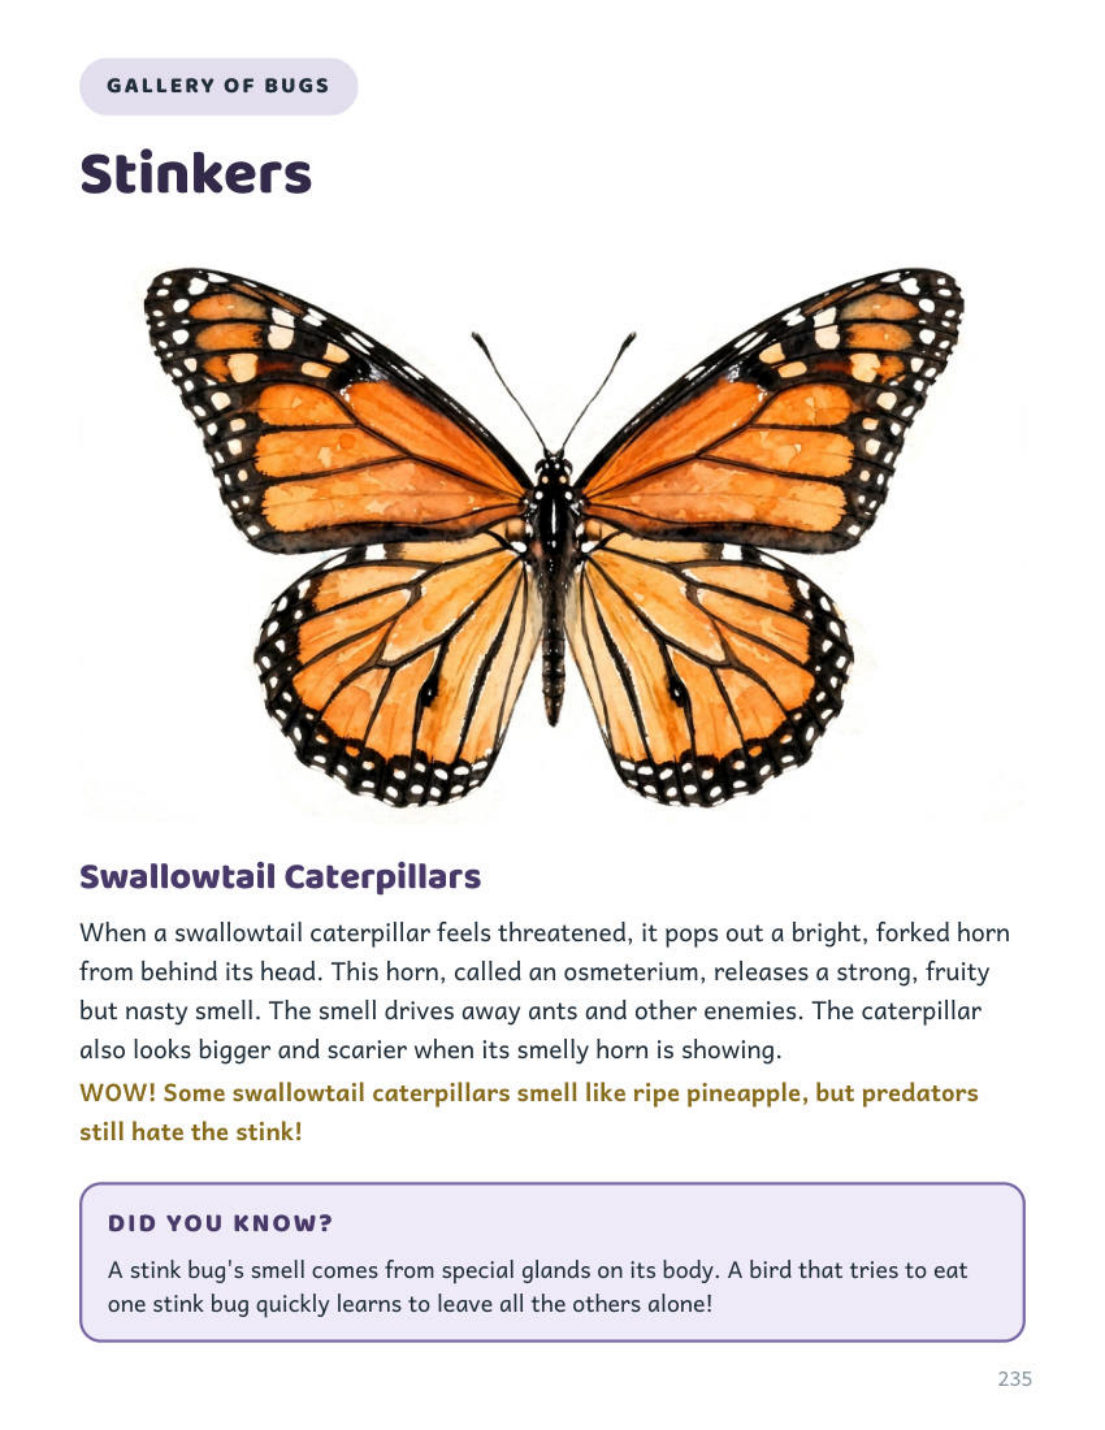 GALLERY OF BUGS
Stinkers
Swallowtail Caterpillars
When a swallowtail caterpillar feels threatened, it pops out a bright, forked horn
from behind its head. This horn, called an osmeterium, releases a strong, fruity
but nasty smell. The smell drives away ants and other enemies. The caterpillar
also looks bigger and scarier when its smelly horn is showing.
WOW! Some swallowtail caterpillars smell like ripe pineapple, but predators
still hate the stink!
DID YOU KNOW?
A stink bug's smell comes from special glands on its body. A bird that tries to eat
one stink bug quickly learns to leave all the others alone!
235